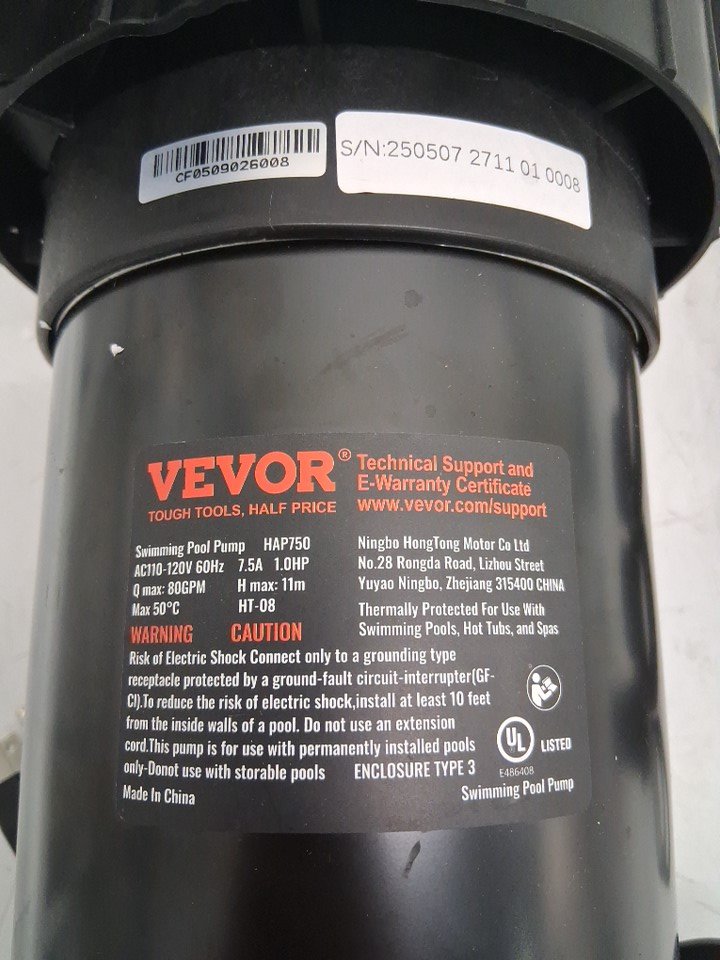 CF0509026008
S/N:250507 2711 01 0008
VEVOR®
TOUGH TOOLS, HALF PRICE
Technical Support and
E-Warranty Certificate
www.vevor.com/support
Swimming Pool Pump HAP750
AC110-120V 60Hz 7.5A 1.0HP
Q max: 80GPM H max: 11m
Max 50°C HT-08
Ningbo HongTong Motor Co Ltd
No.28 Rongda Road, Lizhou Street
Yuyao Ningbo, Zhejiang 315400 CHINA
Thermally Protected For Use With
Swimming Pools, Hot Tubs, and Spas
WARNING CAUTION
Risk of Electric Shock Connect only to a grounding type
receptacle protected by a ground-fault circuit-interrupter(GF-
CI).To reduce the risk of electric shock,install at least 10 feet
from the inside walls of a pool. Do not use an extension
cord.This pump is for use with permanently installed pools
only-Donot use with storable pools ENCLOSURE TYPE 3
Made In China
UL LISTED
E486408
Swimming Pool Pump